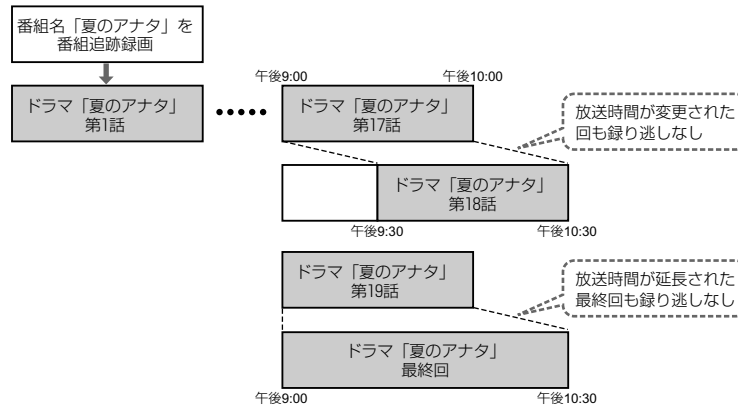 番組名「夏のアナタ」を
番組追跡録画
午後9:00
午後10:00
ドラマ「夏のアナタ」
第1話
•••••
ドラマ「夏のアナタ」
第17話
放送時間が変更された
回も録り逃しなし
ドラマ「夏のアナタ」
第18話
午後9:30
午後10:30
ドラマ「夏のアナタ」
第19話
放送時間が延長された
最終回も録り逃しなし
ドラマ「夏のアナタ」
最終回
午後9:00
午後10:30